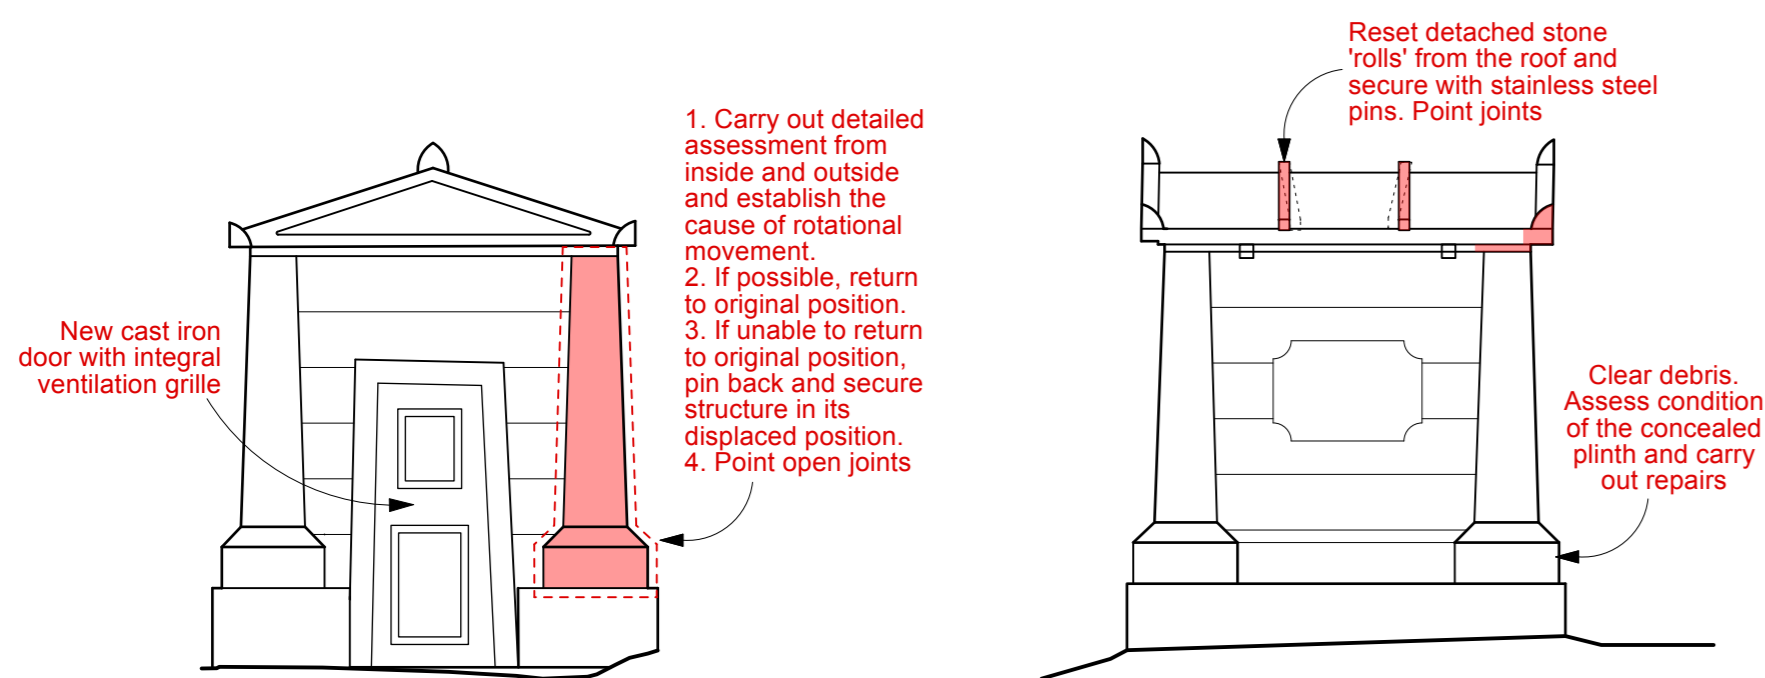 New cast iron
door with integral
ventilation grille
1. Carry out detailed
assessment from
inside and outside
and establish the
cause of rotational
movement.
2. If possible, return
to original position.
3. If unable to return
to original position,
pin back and secure
structure in its
displaced position.
4. Point open joints
Reset detached stone
'rolls' from the roof and
secure with stainless steel
pins. Point joints
Clear debris.
Assess condition
of the concealed
plinth and carry
out repairs